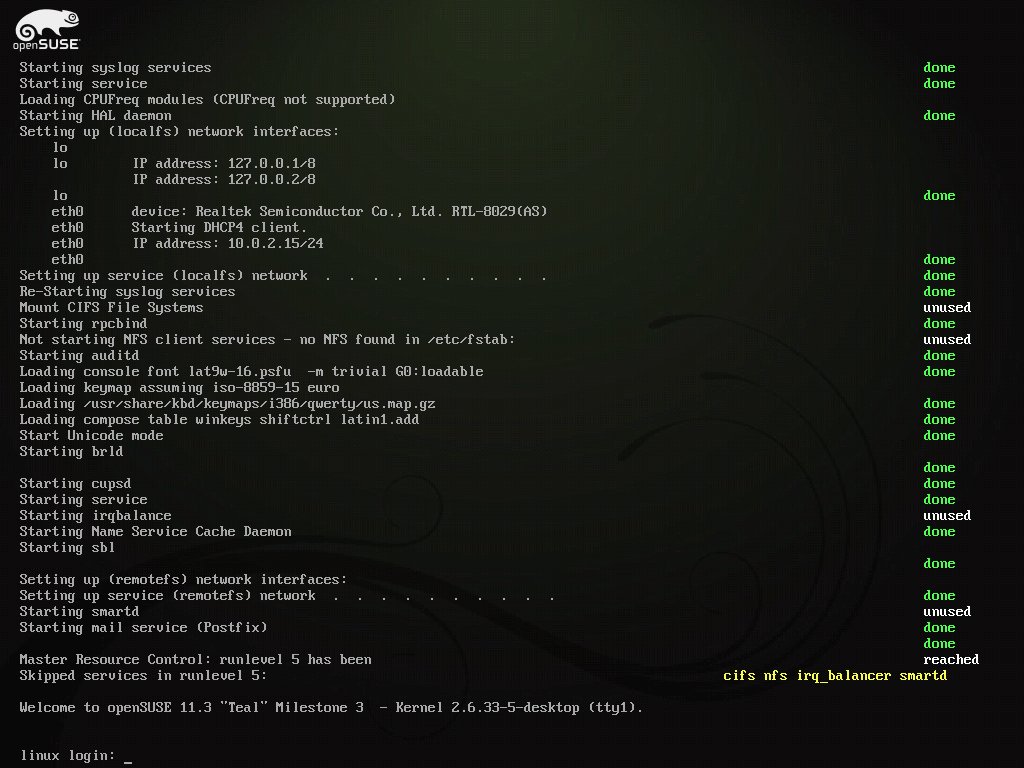 openSUSE
Starting syslog services done
Starting service done
Loading CPUFreq modules (CPUFreq not supported)
Starting HAL daemon done
Setting up (localfs) network interfaces:
lo
lo IP address: 127.0.0.1/8
IP address: 127.0.0.2/8
lo done
eth0 device: Realtek Semiconductor Co., Ltd. RTL-8029(AS)
eth0 Starting DHCP4 client.
eth0 IP address: 10.0.2.15/24
eth0 done
Setting up service (localfs) network . . . . . . . . . . done
Re-Starting syslog services done
Mount CIFS File Systems unused
Starting rpcbind done
Not starting NFS client services - no NFS found in /etc/fstab: unused
Starting auditd done
Loading console font lat9w-16.psfu -m trivial G0:loadable done
Loading keymap assuming iso-8859-15 euro
Loading /usr/share/kbd/keymaps/i386/qwerty/us.map.gz done
Loading compose table winkeys shiftctrl latin1.add done
Start Unicode mode done
Starting brld
done
Starting cupsd done
Starting service done
Starting irqbalance unused
Starting Name Service Cache Daemon done
Starting sbl
done
Setting up (remotefs) network interfaces:
Setting up service (remotefs) network . . . . . . . . . . done
Starting smartd unused
Starting mail service (Postfix) done
done
Master Resource Control: runlevel 5 has been reached
Skipped services in runlevel 5: cifs nfs irq_balancer smartd
Welcome to openSUSE 11.3 "Teal" Milestone 3 - Kernel 2.6.33-5-desktop (tty1).
linux login: _